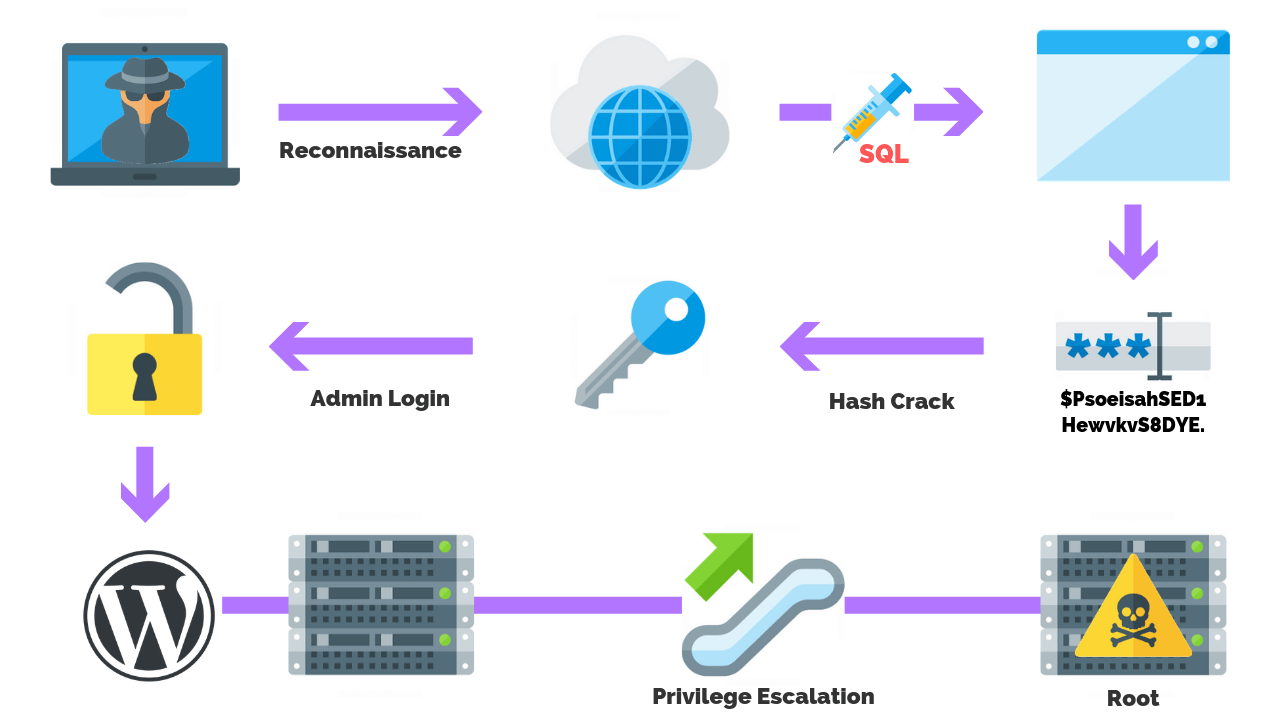 Reconnaissance
SQL
***
$PsoeisahSED1
HewvkvS8DYE.
Hash Crack
Admin Login
W
Privilege Escalation
Root